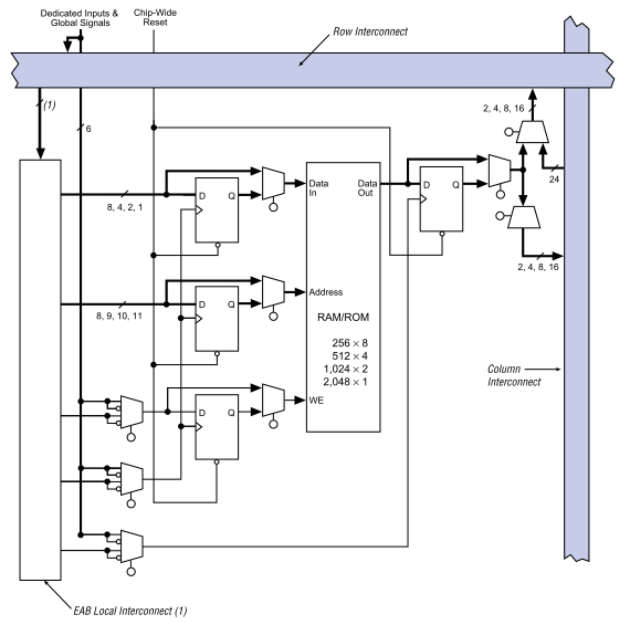 Dedicated Inputs &
Global Signals
Chip-Wide
Reset
Row Interconnect
(1)
6
2, 4, 8, 16
24
2, 4, 8, 16
D Q
8, 4, 2, 1
Data
In
Data
Out
D Q
D Q
8, 9, 10, 11
Address
RAM/ROM
256 × 8
512 × 4
1,024 × 2
2,048 × 1
D Q
WE
Column
Interconnect
EAB Local Interconnect (1)